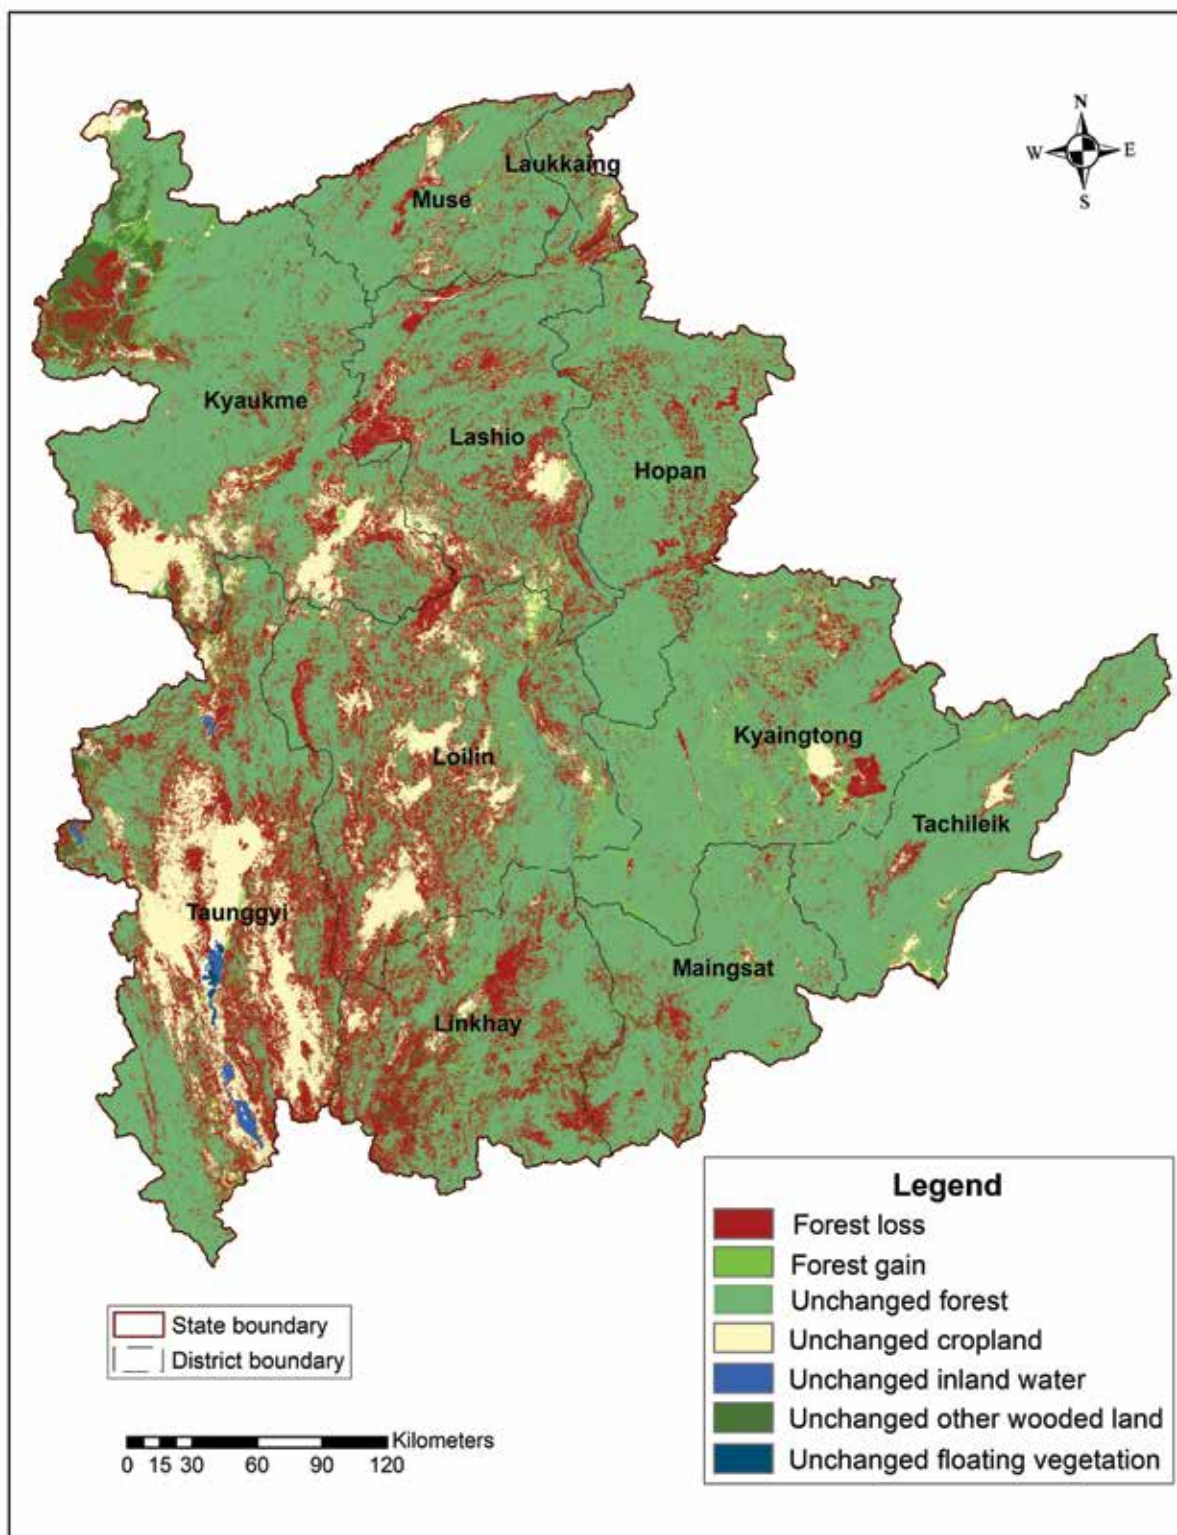 N
W E
S
Laukkaing
Muse
Kyaukme
Lashio
Hopan
Kyaingtong
Loilin
Tachileik
Taunggyi
Maingsat
Linkhay
Legend
Forest loss
Forest gain
Unchanged forest
Unchanged cropland
Unchanged inland water
Unchanged other wooded land
Unchanged floating vegetation
State boundary
District boundary
Kilometers
0 15 30 60 90 120